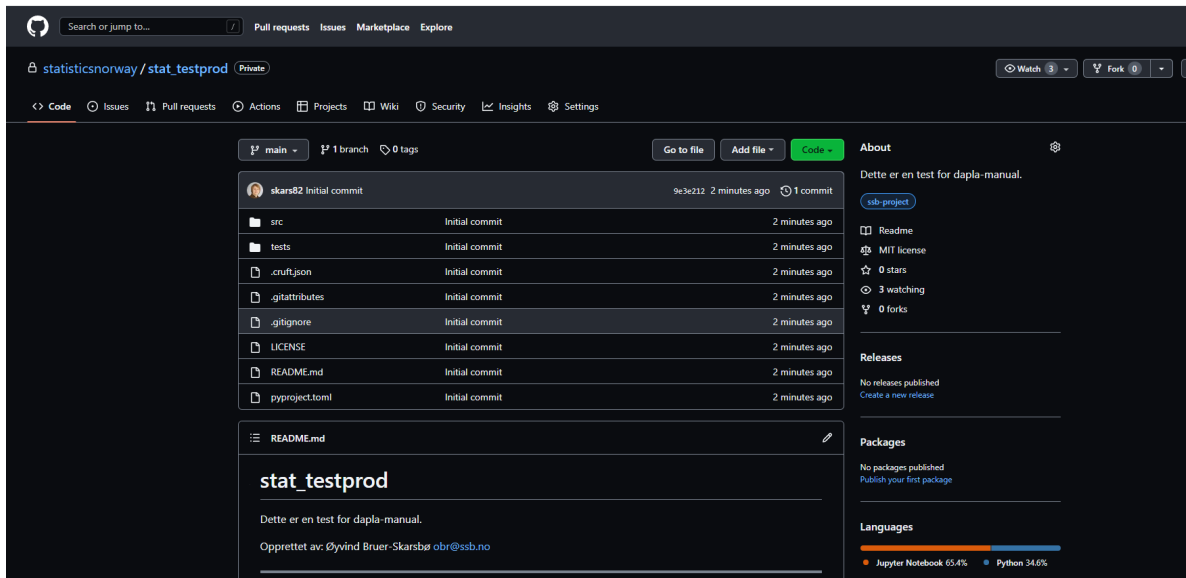 Search or jump to... / Pull requests Issues Marketplace Explore
statisticsnorway / stat_testprod Private Watch 3 Fork 0
<> Code Issues Pull requests Actions Projects Wiki Security Insights Settings
main 1 branch 0 tags Go to file Add file Code
skars82 Initial commit 9e3e212 2 minutes ago 1 commit
src Initial commit 2 minutes ago
tests Initial commit 2 minutes ago
.cruft.json Initial commit 2 minutes ago
.gitattributes Initial commit 2 minutes ago
.gitignore Initial commit 2 minutes ago
LICENSE Initial commit 2 minutes ago
README.md Initial commit 2 minutes ago
pyproject.toml Initial commit 2 minutes ago
README.md
stat_testprod
Dette er en test for dapla-manual.
Opprettet av: Øyvind Bruer-Skarsbø obr@ssb.no
About
Dette er en test for dapla-manual.
ssb-project
Readme
MIT license
0 stars
3 watching
0 forks
Releases
No releases published
Create a new release
Packages
No packages published
Publish your first package
Languages
Jupyter Notebook 65.4% Python 34.6%